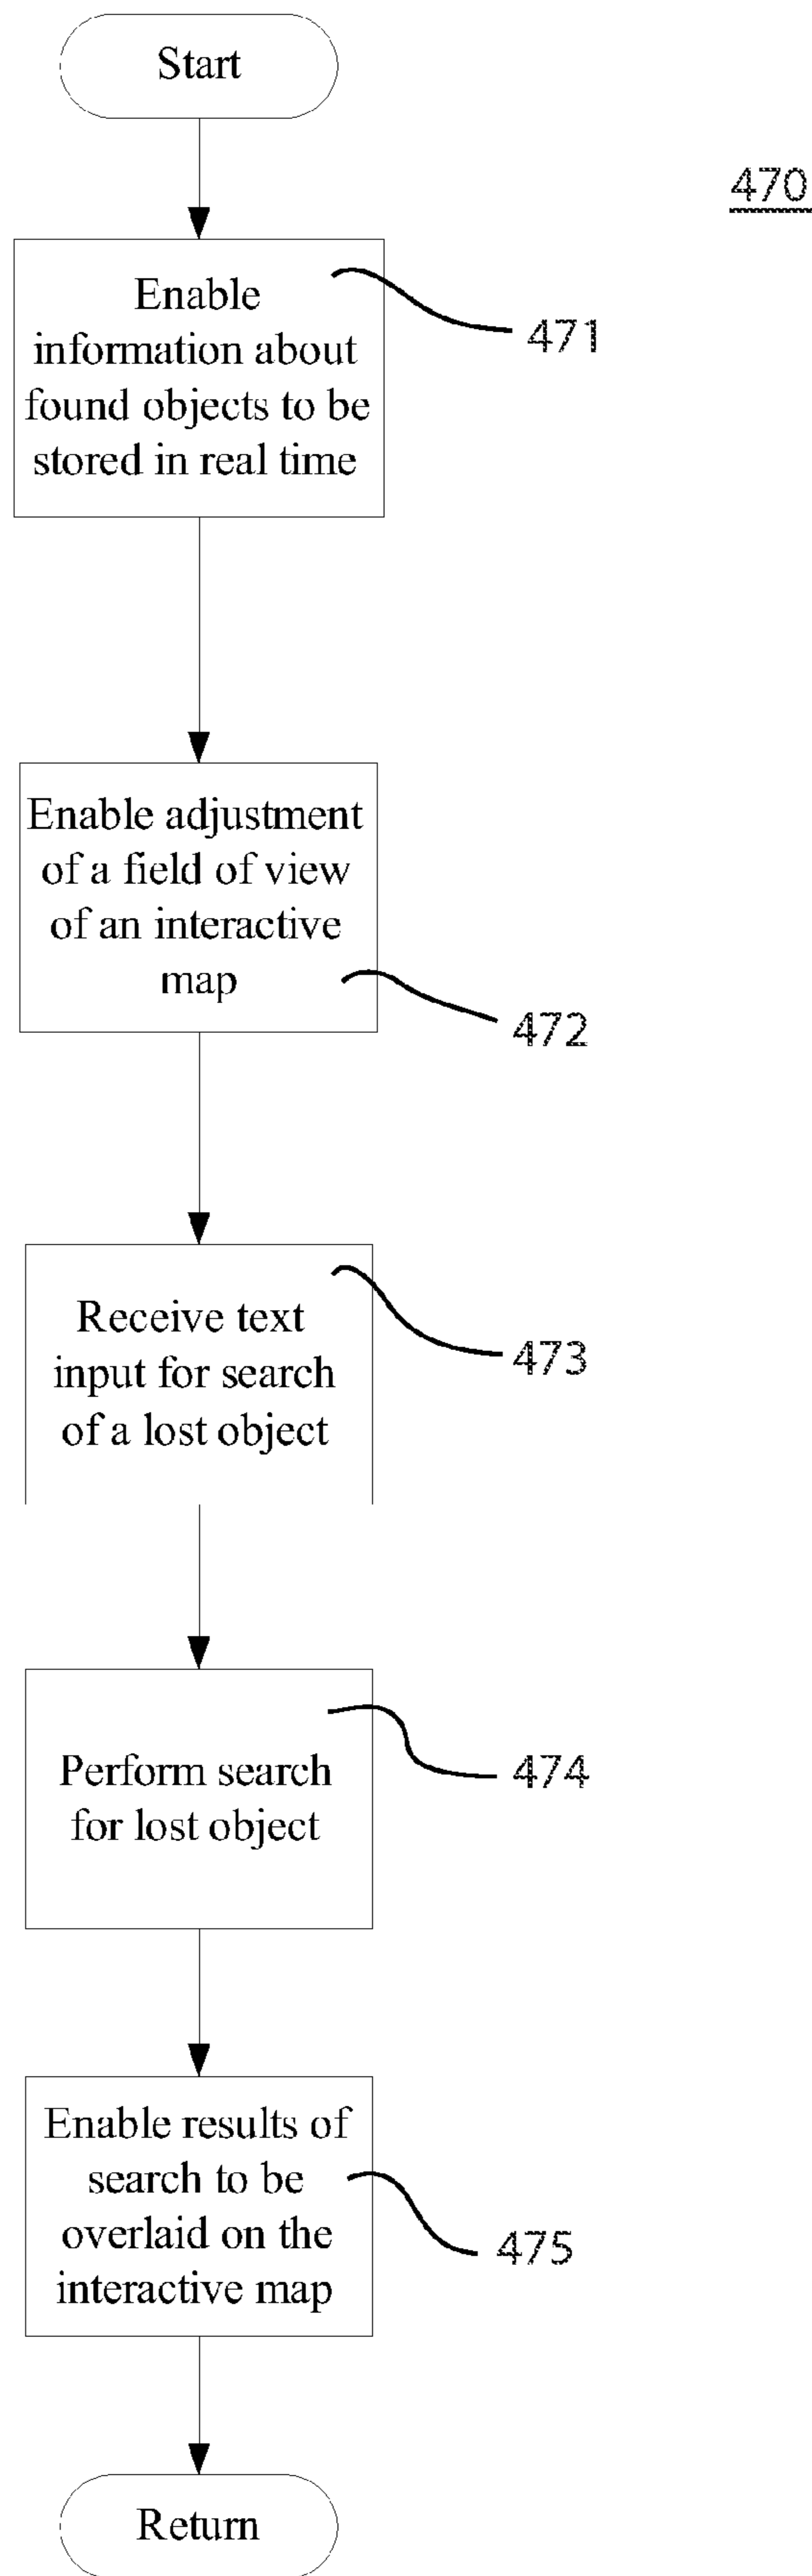 Start
470
Enable
information about
found objects to be
stored in real time
471
Enable adjustment
of a field of view
of an interactive
map
472
Receive text
input for search
of a lost object
473
Perform search
for lost object
474
Enable results of
search to be
overlaid on the
interactive map
475
Return